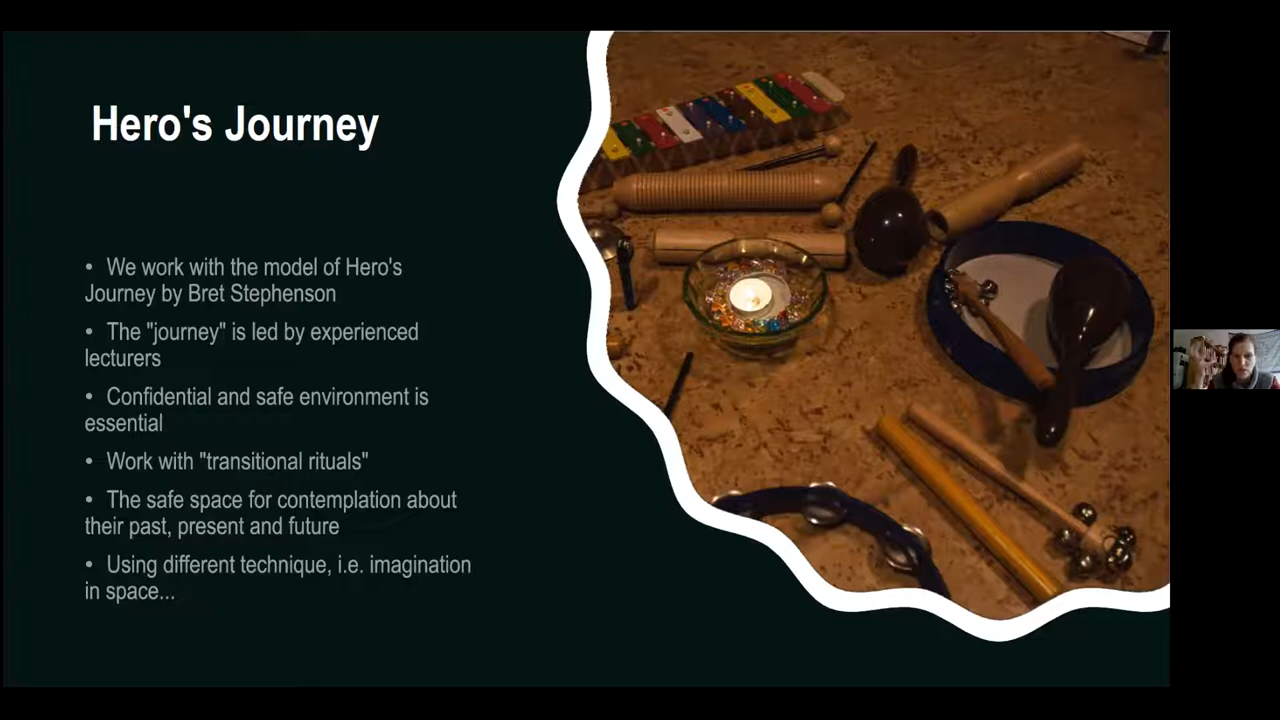 Hero's Journey
• We work with the model of Hero's
Journey by Bret Stephenson
• The "journey" is led by experienced
lecturers
• Confidential and safe environment is
essential
• Work with "transitional rituals"
• The safe space for contemplation about
their past, present and future
• Using different technique, i.e. imagination
in space...